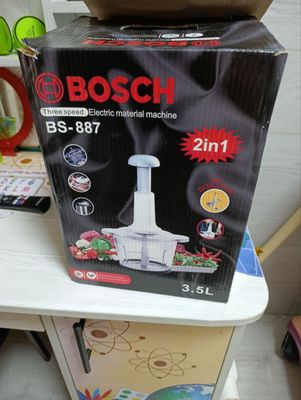 BOSCH
Three speed Electric material machine
BS-887
2in1
3.5L